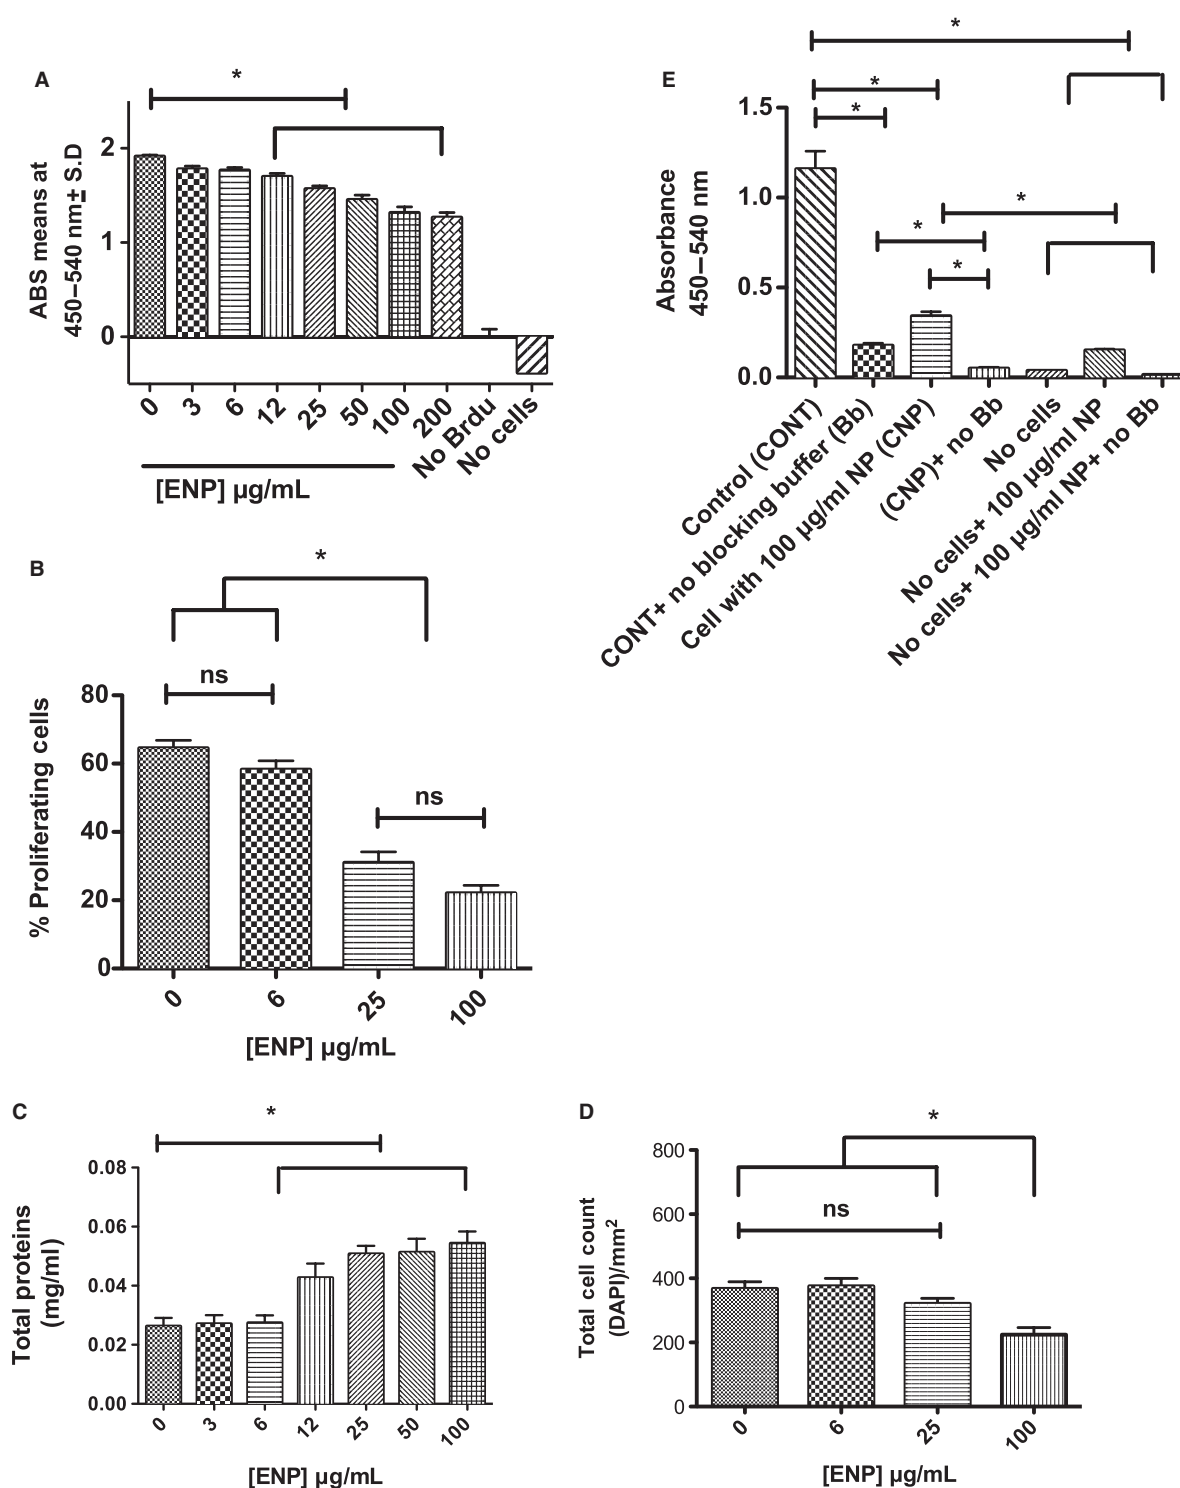 A
*
ABS means at
450–540 nm± S.D
2
1
0
0
3
6
12
25
50
100
200
No Brdu
No cells
[ENP] µg/mL
E
*
*
*
*
*
*
Absorbance
450–540 nm
1.5
1.0
0.5
0.0
Control (CONT)
CONT+ no blocking buffer (Bb)
Cell with 100 µg/ml NP (CNP)
(CNP)+ no Bb
No cells
No cells+ 100 µg/ml NP
No cells+ 100 µg/ml NP+ no Bb
B
*
ns
ns
% Proliferating cells
80
60
40
20
0
0
6
25
100
[ENP] µg/mL
C
*
Total proteins
(mg/ml)
0.08
0.06
0.04
0.02
0.00
0
3
6
12
25
50
100
[ENP] µg/mL
D
*
ns
Total cell count
(DAPI)/mm²
800
600
400
200
0
0
6
25
100
[ENP] µg/mL